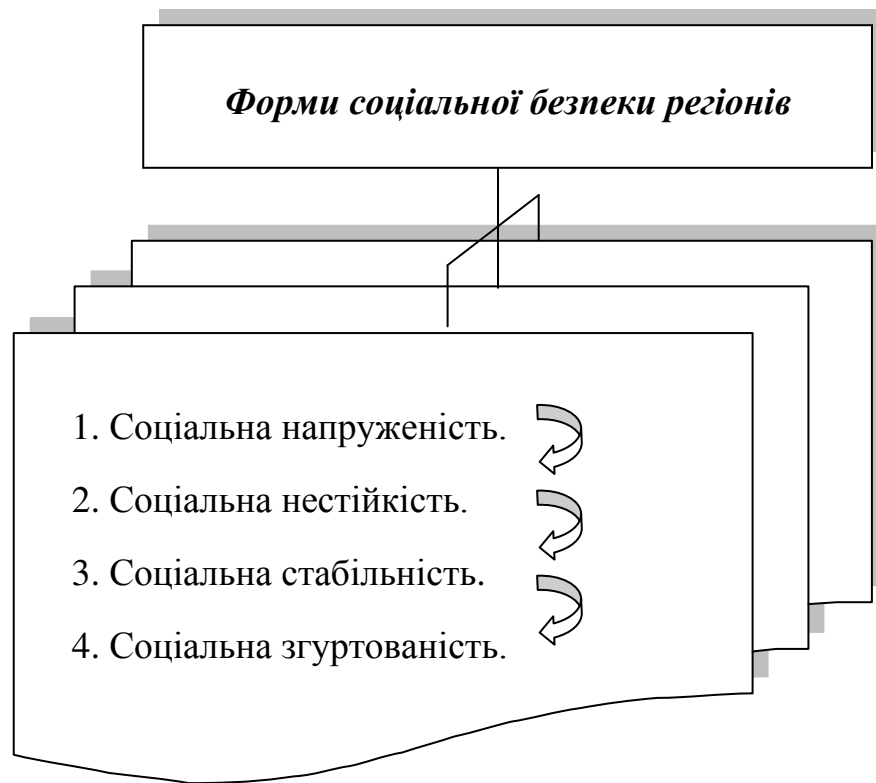 Форми соціальної безпеки регіонів
1. Соціальна напруженість.
2. Соціальна нестійкість.
3. Соціальна стабільність.
4. Соціальна згуртованість.